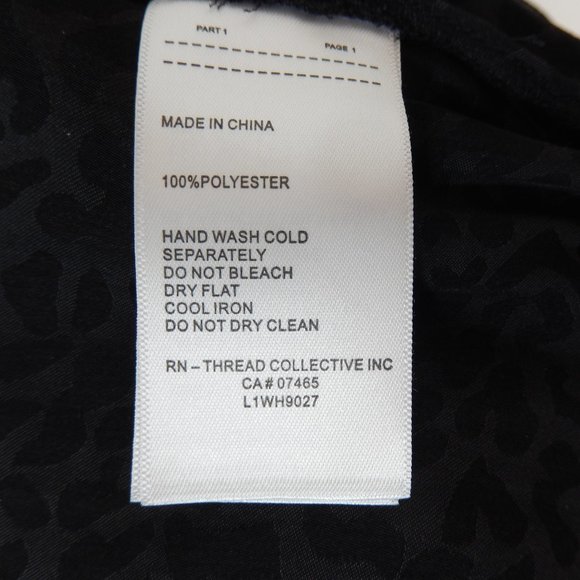 PART 1 PAGE 1
MADE IN CHINA
100%POLYESTER
HAND WASH COLD
SEPARATELY
DO NOT BLEACH
DRY FLAT
COOL IRON
DO NOT DRY CLEAN
RN – THREAD COLLECTIVE INC
CA# 07465
L1WH9027